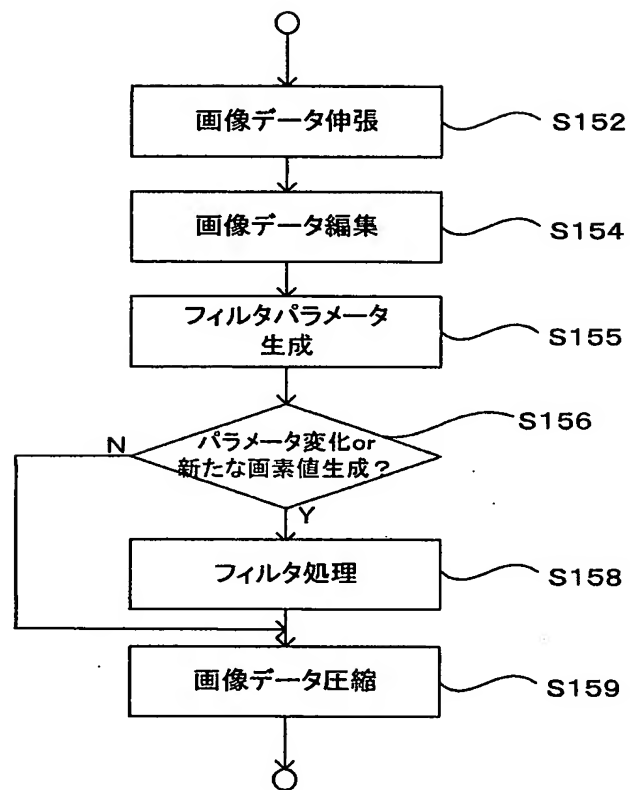 画像データ伸張
S152
画像データ編集
S154
フィルタパラメータ
生成
S155
パラメータ変化or
新たな画素値生成？
S156
N
Y
フィルタ処理
S158
画像データ圧縮
S159